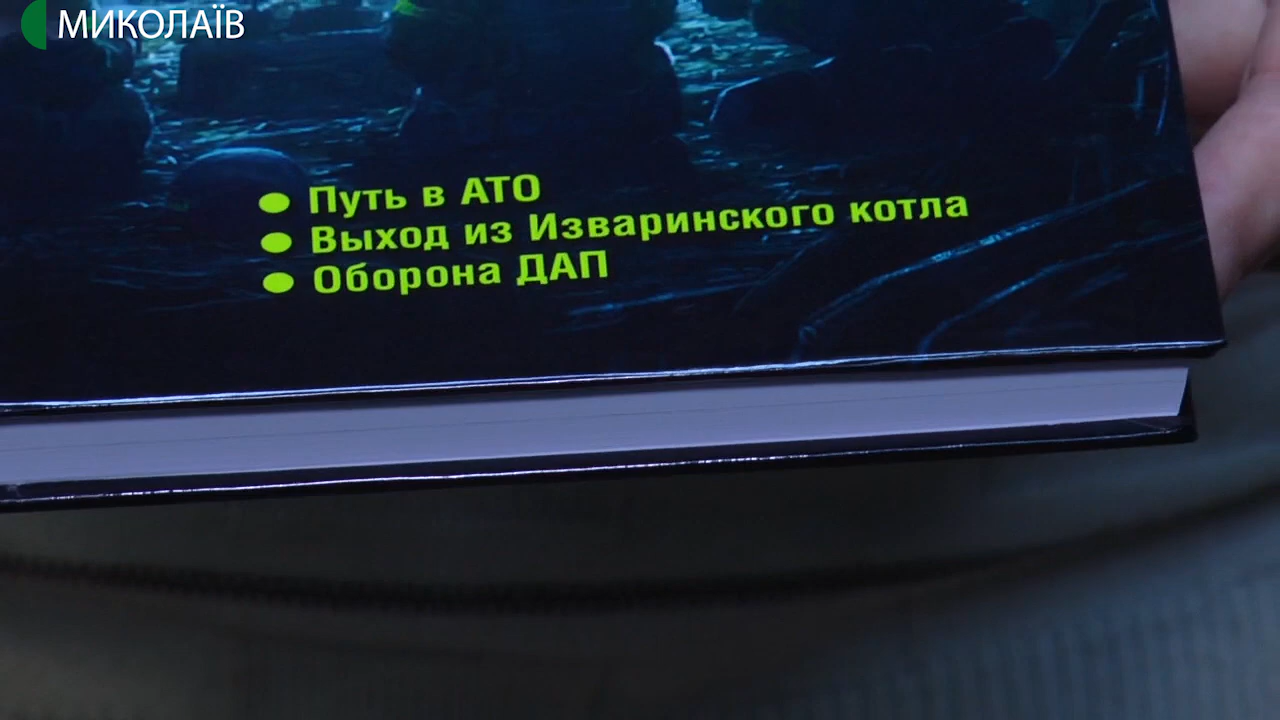 МИКОЛАЇВ
● Путь в АТО
● Выход из Изваринского котла
● Оборона ДАП